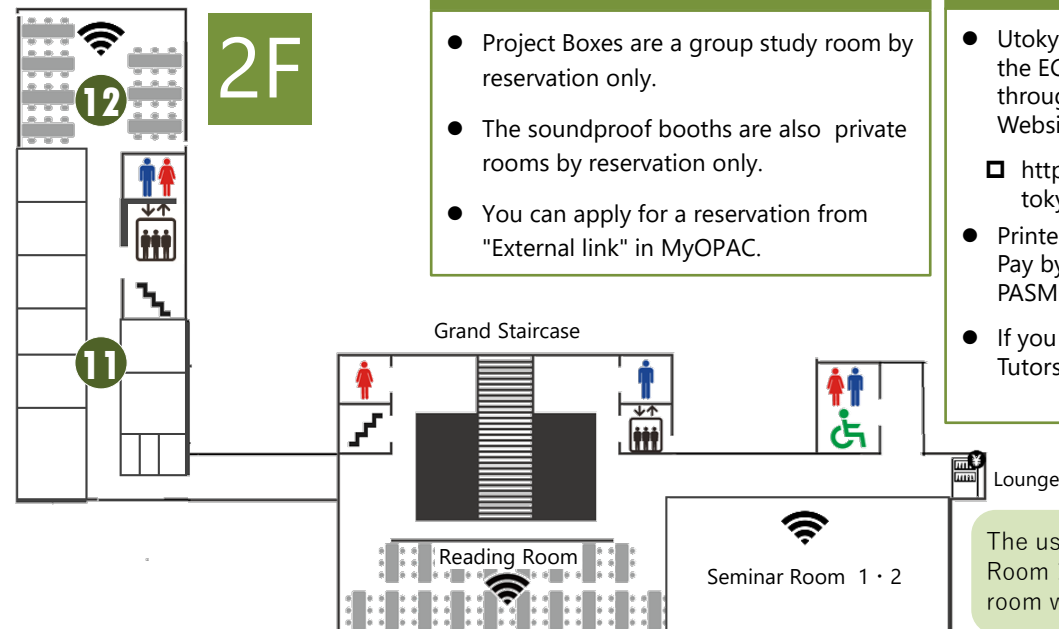 2F
12
11
● Project Boxes are a group study room by
reservation only.
● The soundproof booths are also private
rooms by reservation only.
● You can apply for a reservation from
"External link" in MyOPAC.
● Utoky
the EC
throug
Websi
http
toky
● Printe
Pay by
PASM
● If you
Tutors
Grand Staircase
¥
Lounge
Reading Room
Seminar Room 1・2
The us
Room
room w